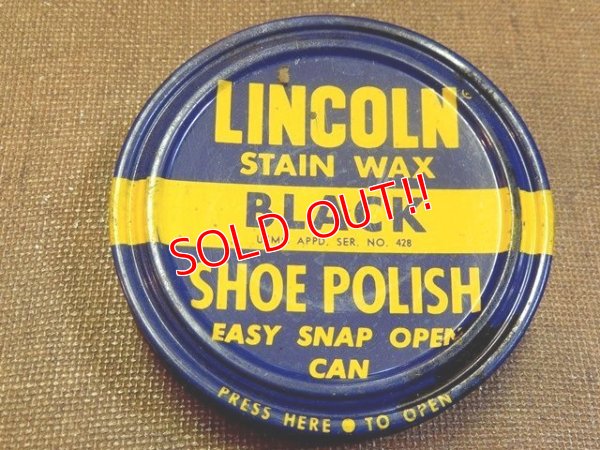 LINCOLN®
STAIN WAX
BLACK
SOLD OUT!!
APPD. SER. NO. 428
SHOE POLISH
EASY SNAP OPEN
CAN
PRESS HERE ● TO OPEN